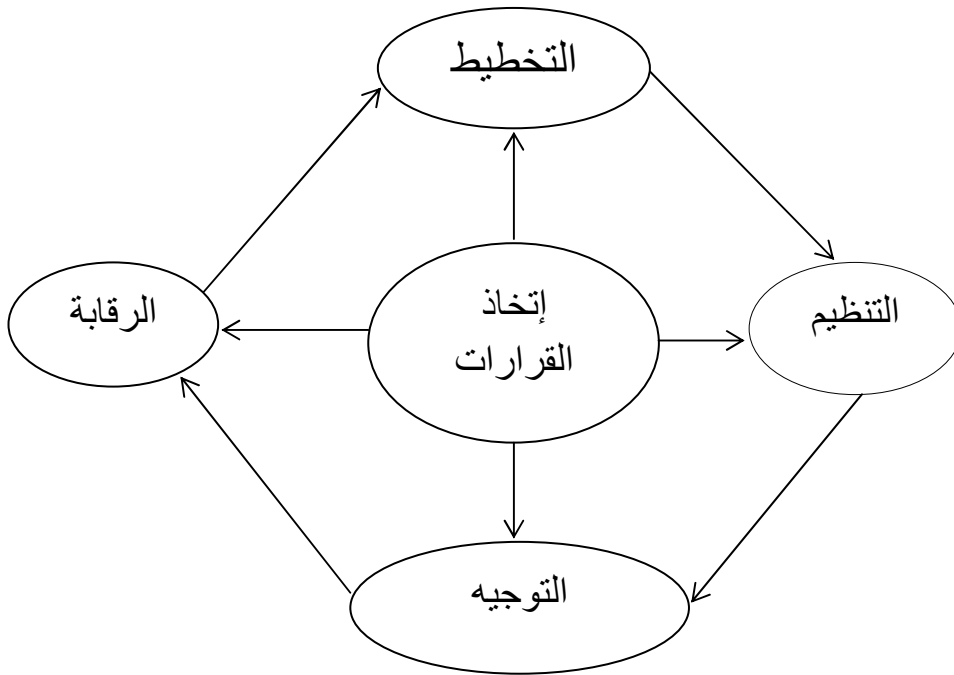 التخطيط
الرقابة
إتخاذ
القرارات
التنظيم
التوجيه